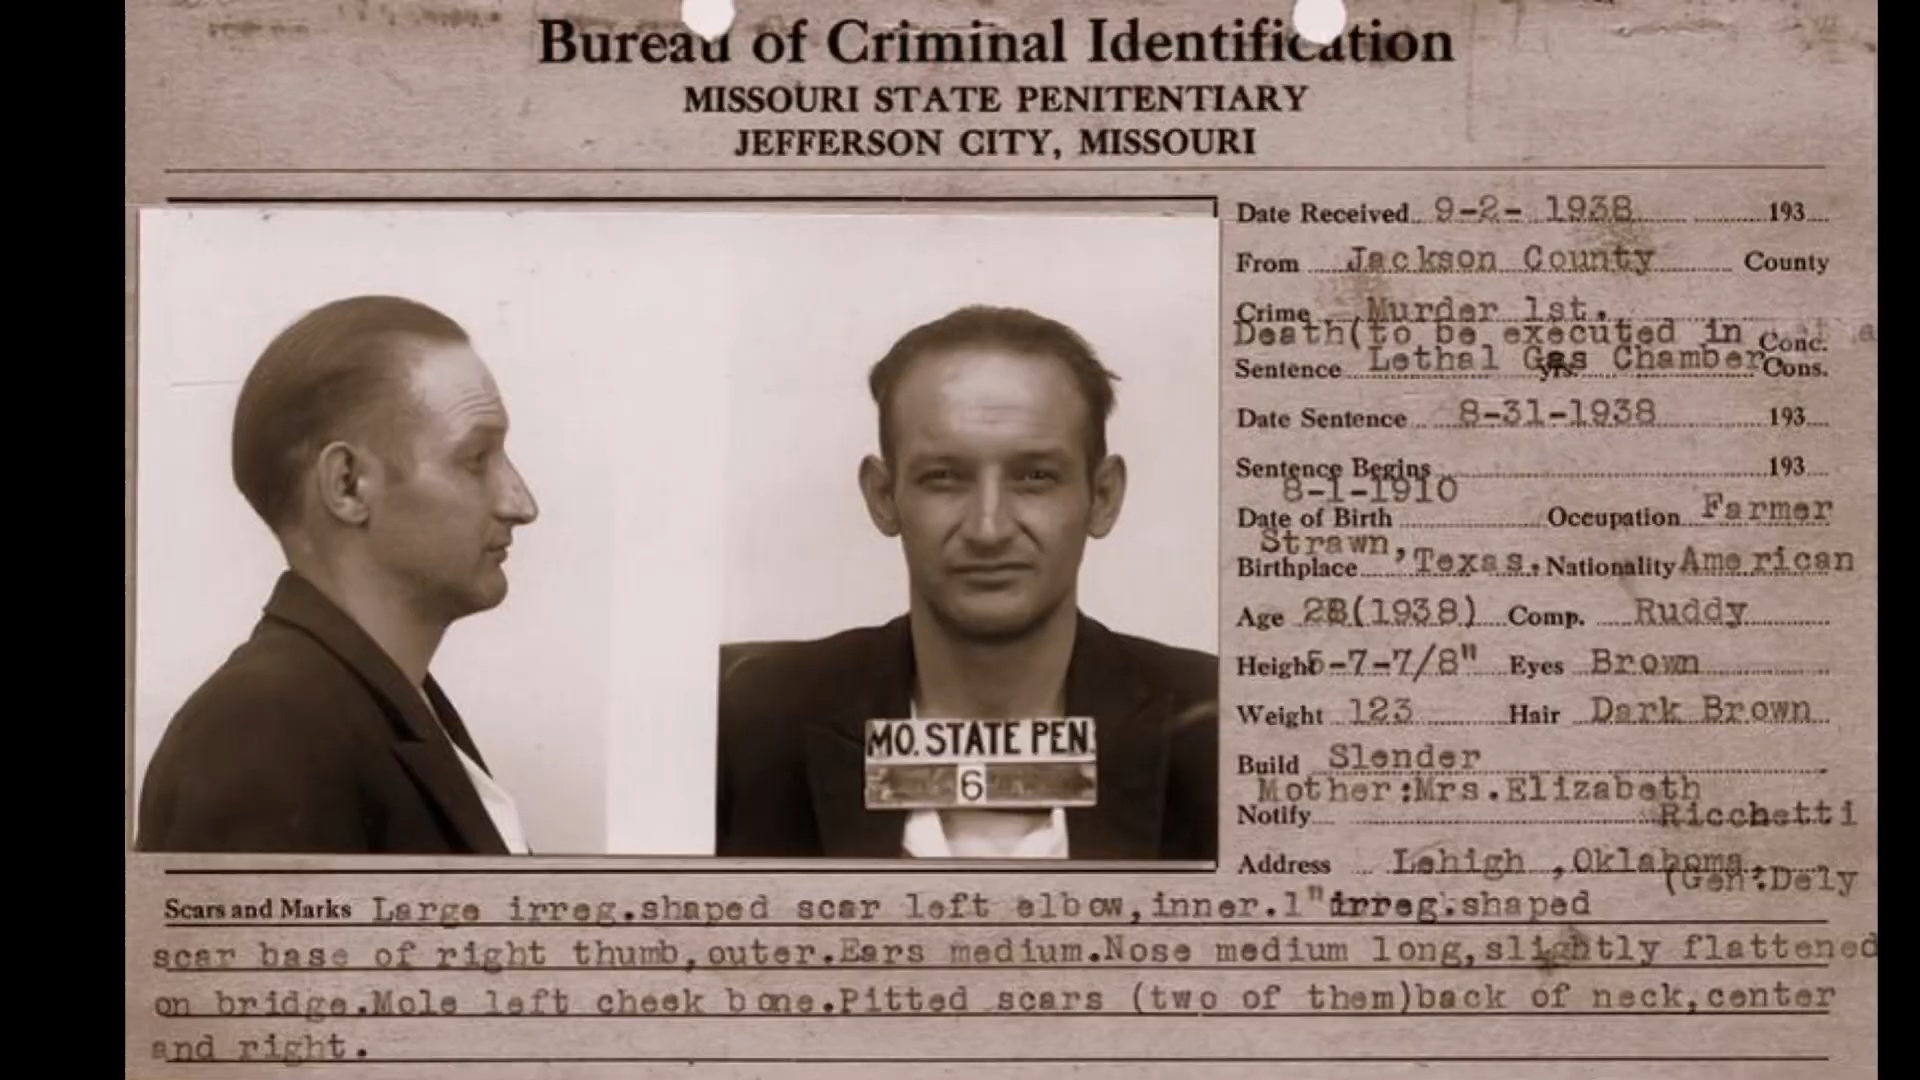 Bureau of Criminal Identification
MISSOURI STATE PENITENTIARY
JEFFERSON CITY, MISSOURI
Date Received 9-2- 1938 193
From Jackson County County
Crime Murder 1st.
Death(to be executed in Conc.
Sentence Lethal Gas Chamber yrs. Cons.
Date Sentence 8-31-1938 193
Sentence Begins 193
8-1-1910
Date of Birth Occupation Farmer
Strawn,
Birthplace Texas. Nationality American
Age 28(1938) Comp. Ruddy
Height 5-7-7/8" Eyes Brown
Weight 123 Hair Dark Brown
Build Slender
Mother:Mrs.Elizabeth
Notify Ricchetti
Address Lehigh ,Oklahoma.
(Gen:Dely
MO. STATE PEN.
6
Scars and Marks Large irreg.shaped scar left elbow,inner.1"irreg.shaped
scar base of right thumb,outer.Ears medium.Nose medium long,slightly flattened
on bridge.Mole left cheek bone.Pitted scars (two of them)back of neck,center
and right.